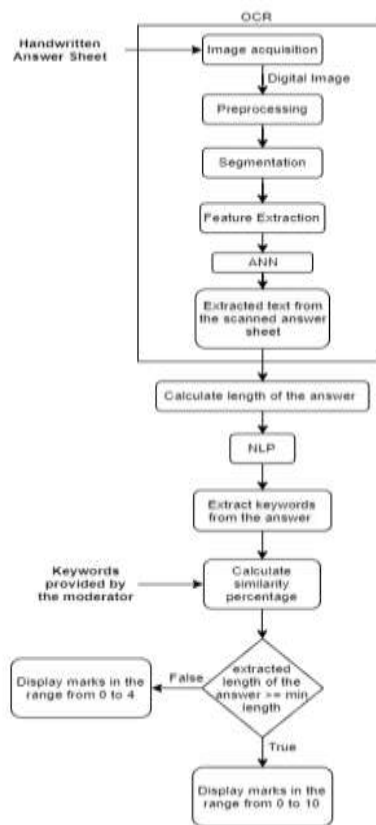 OCR
Handwritten
Answer Sheet
Image acquisition
Digital Image
Preprocessing
Segmentation
Feature Extraction
ANN
Extracted text from
the scanned answer
sheet
Calculate length of the answer
NLP
Extract keywords
from the answer
Keywords
provided by
the moderator
Calculate
similarity
percentage
extracted
length of the
answer >= min
length
False
Display marks in the
range from 0 to 4
True
Display marks in the
range from 0 to 10